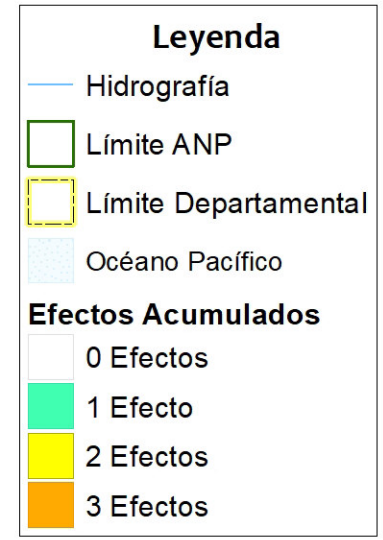 Leyenda
Hidrografía
Límite ANP
Límite Departamental
Océano Pacífico
Efectos Acumulados
0 Efectos
1 Efecto
2 Efectos
3 Efectos